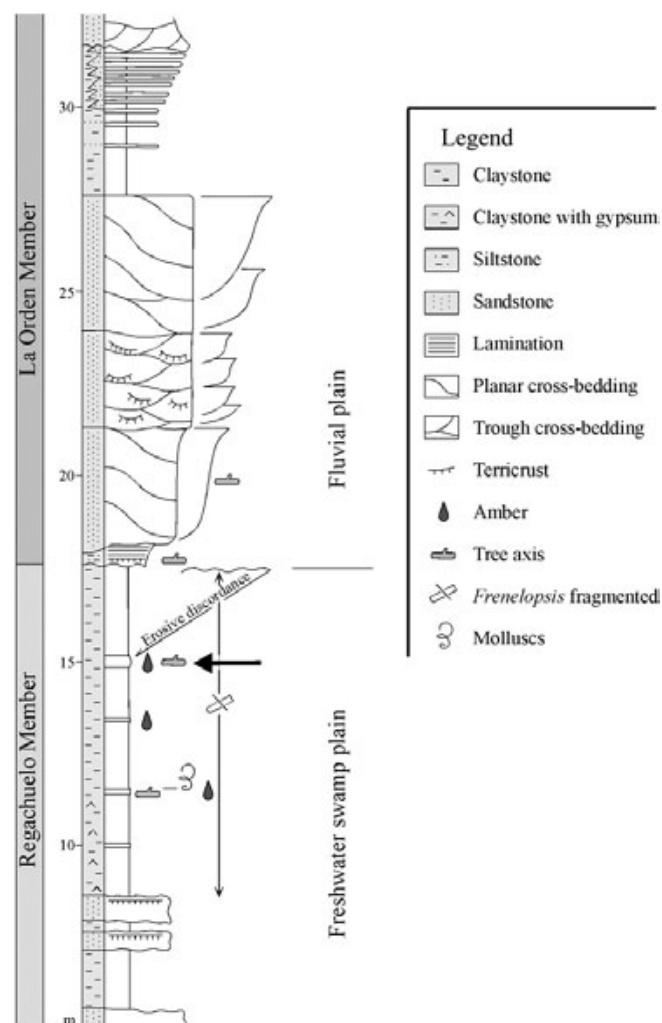 La Orden Member
Regachuelo Member
30
25
20
15
10
m
Erosive discordance
Fluvial plain
Freshwater swamp plain
Legend
Claystone
Claystone with gypsum
Siltstone
Sandstone
Lamination
Planar cross-bedding
Trough cross-bedding
Terricrust
Amber
Tree axis
Frenelopsis fragmented
Molluscs